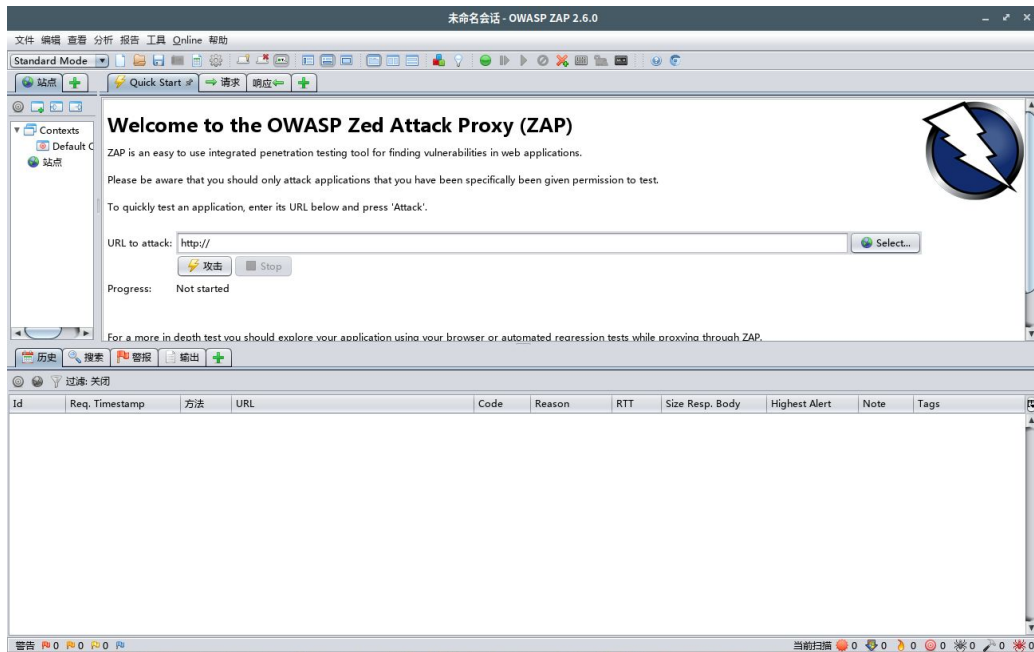 未命名会话 - OWASP ZAP 2.6.0
文件 编辑 查看 分析 报告 工具 Online 帮助
Standard Mode
站点
Quick Start 请求 响应
Contexts
Default C
站点
Welcome to the OWASP Zed Attack Proxy (ZAP)
ZAP is an easy to use integrated penetration testing tool for finding vulnerabilities in web applications.
Please be aware that you should only attack applications that you have been specifically been given permission to test.
To quickly test an application, enter its URL below and press 'Attack'.
URL to attack: http:// Select...
攻击 Stop
Progress: Not started
For a more in depth test you should explore your application using your browser or automated regression tests while proxying through ZAP.
历史 搜索 警报 输出
过滤: 关闭
Id Req. Timestamp 方法 URL Code Reason RTT Size Resp. Body Highest Alert Note Tags
警告 0 0 0 当前扫描 0 0 0 0 0 0 0